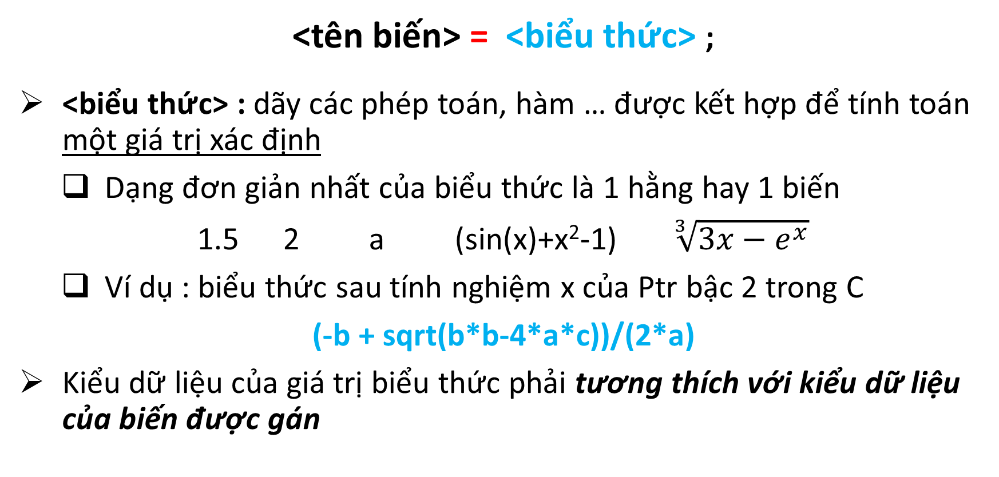 <tên biến> = <biểu thức> ;
➢ <biểu thức> : dãy các phép toán, hàm ... được kết hợp để tính toán
một giá trị xác định
❑ Dạng đơn giản nhất của biểu thức là 1 hằng hay 1 biến
1.5 2 a (sin(x)+x²-1) ∛(3x − eˣ)
❑ Ví dụ : biểu thức sau tính nghiệm x của Ptr bậc 2 trong C
(-b + sqrt(b*b-4*a*c))/(2*a)
➢ Kiểu dữ liệu của giá trị biểu thức phải tương thích với kiểu dữ liệu
của biến được gán